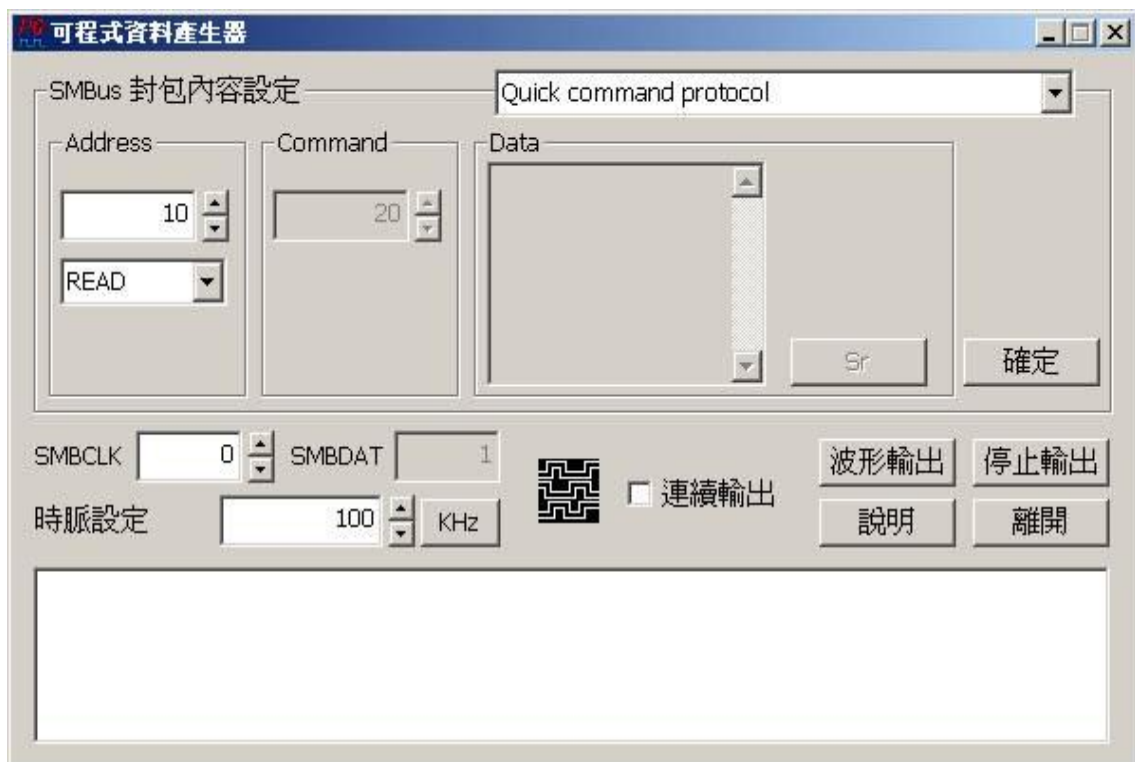 可程式資料產生器
SMBus 封包內容設定
Quick command protocol
Address
Command
Data
10
20
READ
Sr
確定
SMBCLK
0
SMBDAT
1
連續輸出
波形輸出
停止輸出
時脈設定
100
KHz
說明
離開